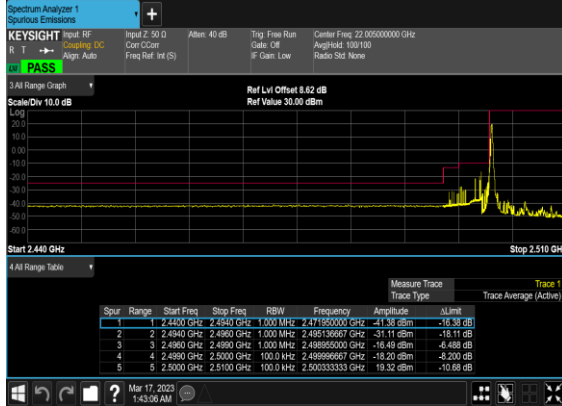 Spectrum Analyzer 1
Spurious Emissions
+
KEYSIGHT Input: RF Input Z: 50 Ω Atten: 40 dB Trig: Free Run Center Freq: 22.005000000 GHz
R T Coupling: DC Corr CCorr Gate: Off Avg|Hold: 100/100
Align: Auto Freq Ref: Int (S) IF Gain: Low Radio Std: None
PASS
3 All Range Graph
Ref Lvl Offset 8.62 dB
Scale/Div 10.0 dB Ref Value 30.00 dBm
Log
20.0
10.0
0.00
-10.0
-20.0
-30.0
-40.0
-50.0
-60.0
Start 2.440 GHz Stop 2.510 GH
4 All Range Table
Measure Trace Trace 1
Trace Type Trace Average (Active)
Spur Range Start Freq Stop Freq RBW Frequency Amplitude ΔLimit
1 1 2.4400 GHz 2.4940 GHz 1.000 MHz 2.471950000 GHz -41.38 dBm -16.38 dB
2 2 2.4940 GHz 2.4960 GHz 1.000 MHz 2.495136667 GHz -31.11 dBm -18.11 dB
3 3 2.4960 GHz 2.4990 GHz 1.000 MHz 2.498955000 GHz -16.49 dBm -6.488 dB
4 4 2.4990 GHz 2.5000 GHz 100.0 kHz 2.499996667 GHz -18.20 dBm -8.200 dB
5 5 2.5000 GHz 2.5100 GHz 100.0 kHz 2.500333333 GHz 19.32 dBm -10.68 dB
? Mar 17, 2023
1:43:06 AM